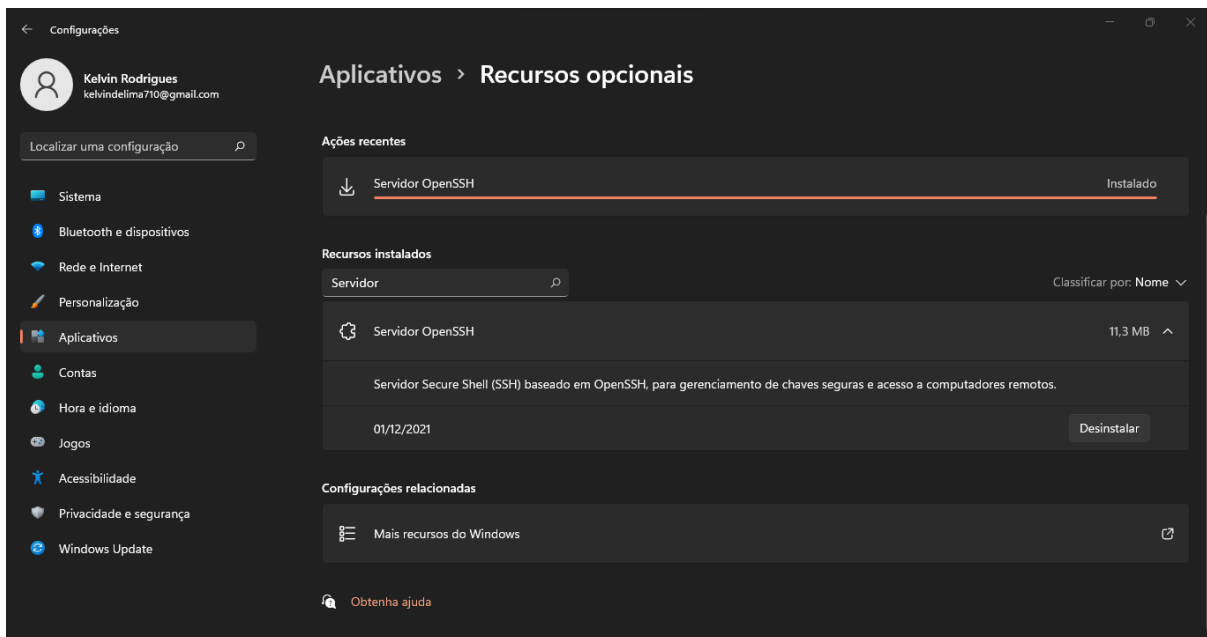 Configurações
Kelvin Rodrigues
kelvindelima710@gmail.com
Localizar uma configuração
Sistema
Bluetooth e dispositivos
Rede e Internet
Personalização
Aplicativos
Contas
Hora e idioma
Jogos
Acessibilidade
Privacidade e segurança
Windows Update
Aplicativos > Recursos opcionais
Ações recentes
Servidor OpenSSH Instalado
Recursos instalados
Servidor
Classificar por: Nome
Servidor OpenSSH 11,3 MB
Servidor Secure Shell (SSH) baseado em OpenSSH, para gerenciamento de chaves seguras e acesso a computadores remotos.
01/12/2021 Desinstalar
Configurações relacionadas
Mais recursos do Windows
Obtenha ajuda